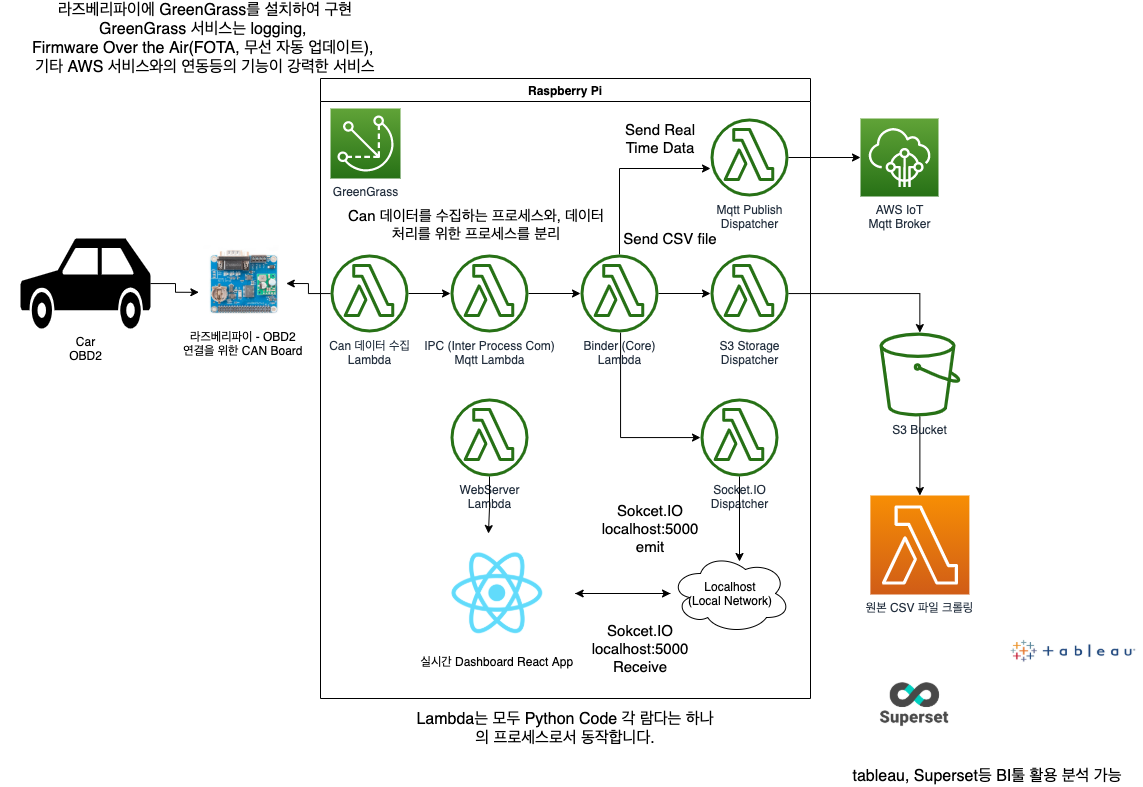 라즈베리파이에 GreenGrass를 설치하여 구현
GreenGrass 서비스는 logging,
Firmware Over the Air(FOTA, 무선 자동 업데이트),
기타 AWS 서비스와의 연동등의 기능이 강력한 서비스
Raspberry Pi
GreenGrass
Send Real
Time Data
Mqtt Publish
Dispatcher
AWS IoT
Mqtt Broker
Can 데이터를 수집하는 프로세스와, 데이터
처리를 위한 프로세스를 분리
Send CSV file
Car
OBD2
라즈베리파이 - OBD2
연결을 위한 CAN Board
Can 데이터 수집
Lambda
IPC (Inter Process Com)
Mqtt Lambda
Binder (Core)
Lambda
S3 Storage
Dispatcher
S3 Bucket
WebServer
Lambda
Socket.IO
Dispatcher
Sokcet.IO
localhost:5000
emit
Localhost
(Local Network)
Sokcet.IO
localhost:5000
Receive
실시간 Dashboard React App
원본 CSV 파일 크롤링
tableau
Superset
Lambda는 모두 Python Code 각 람다는 하나
의 프로세스로서 동작합니다.
tableau, Superset등 BI툴 활용 분석 가능